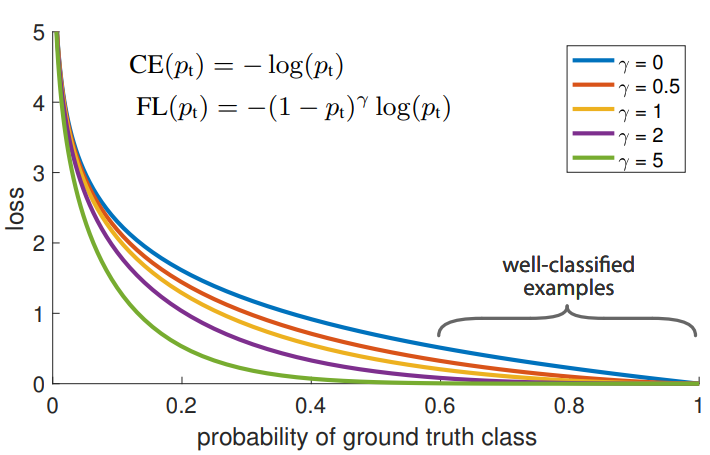 5
4
3
2
1
0
loss
CE(pₜ) = − log(pₜ)
FL(pₜ) = −(1 − pₜ)^γ log(pₜ)
γ = 0
γ = 0.5
γ = 1
γ = 2
γ = 5
well-classified
examples
0 0.2 0.4 0.6 0.8 1
probability of ground truth class